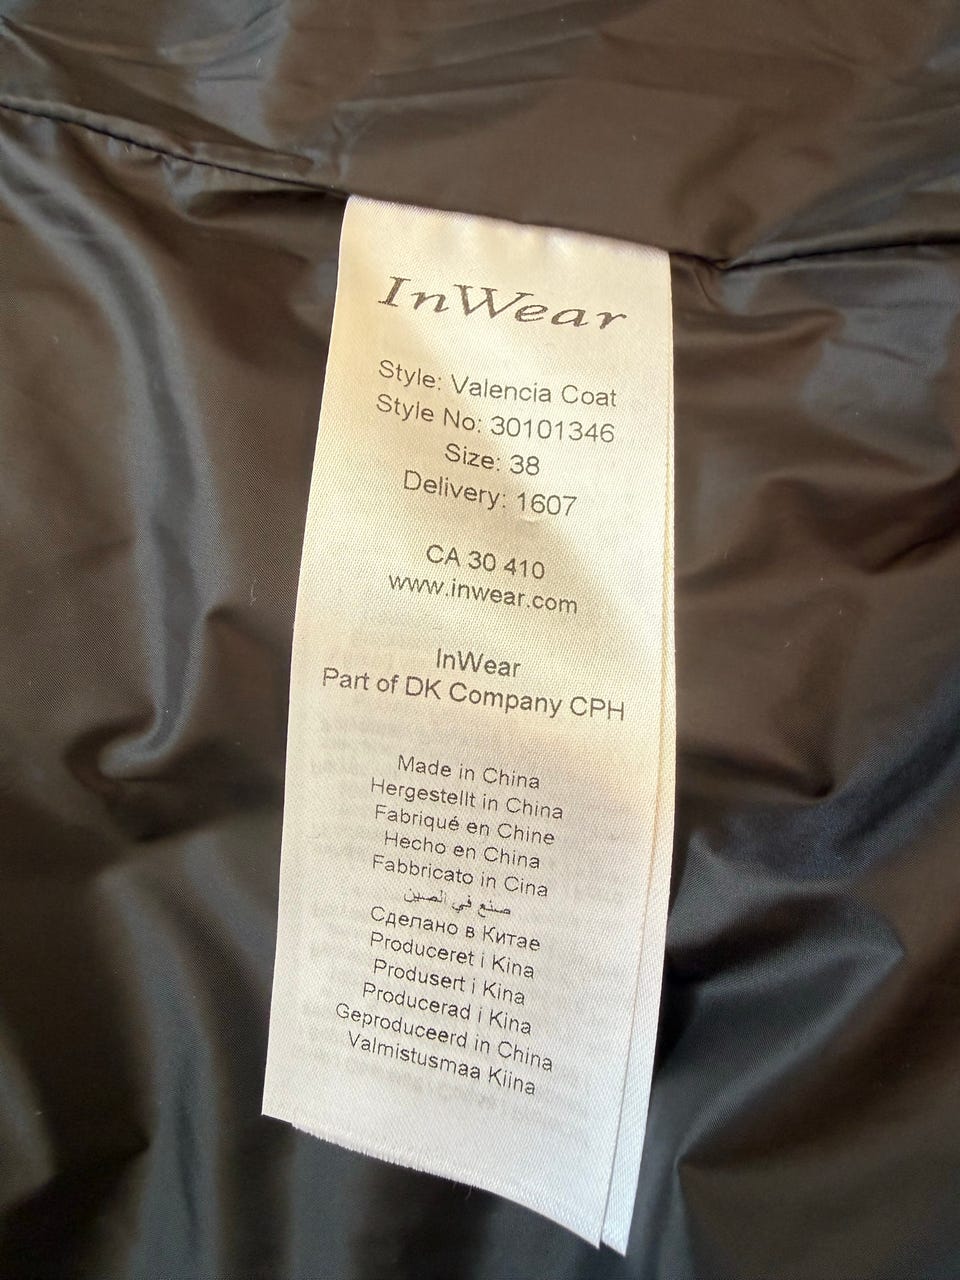 InWear
Style: Valencia Coat
Style No: 30101346
Size: 38
Delivery: 1607
CA 30 410
www.inwear.com
InWear
Part of DK Company CPH
Made in China
Hergestellt in China
Fabriqué en Chine
Hecho en China
Fabbricato in Cina
صنع في الصين
Сделано в Китае
Produceret i Kina
Produsert i Kina
Producerad i Kina
Geproduceerd in China
Valmistusmaa Kiina